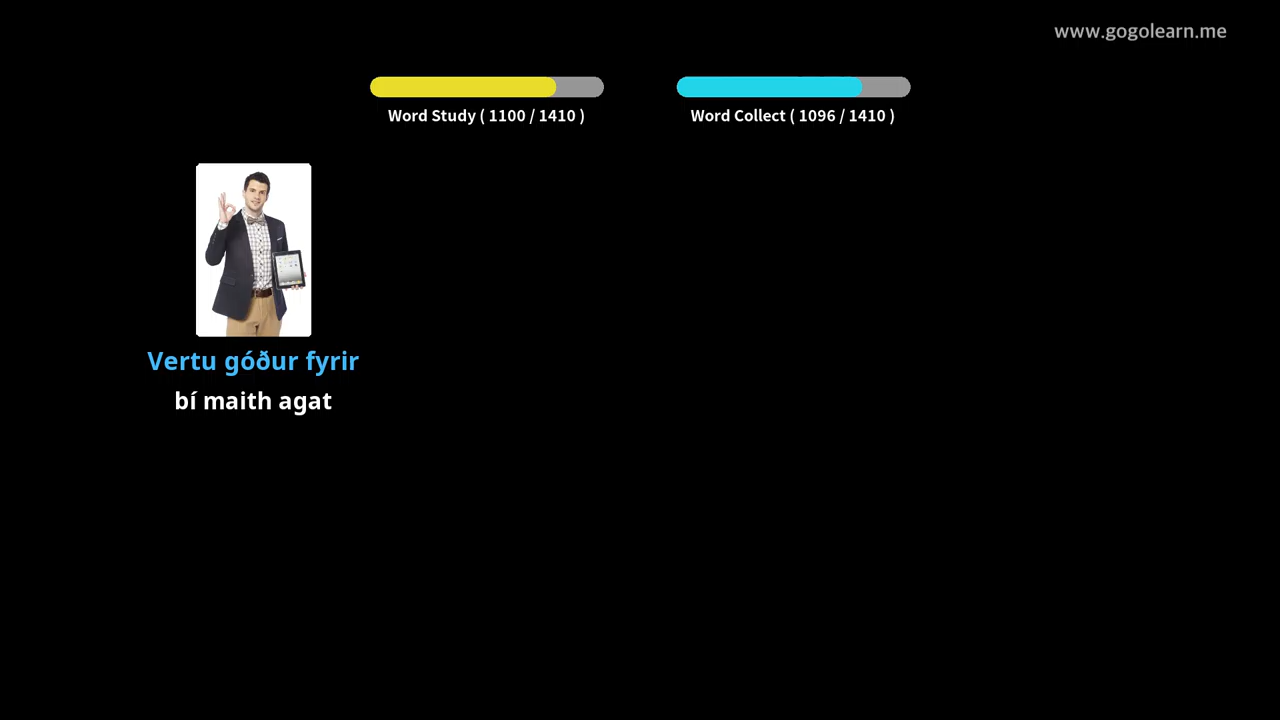 www.gogolearn.me
Word Study ( 1100 / 1410 )
Word Collect ( 1096 / 1410 )
Vertu góður fyrir
bí maith agat